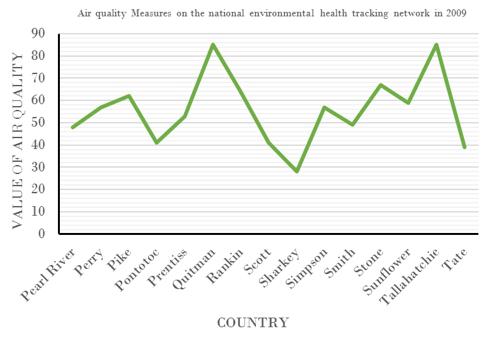 Air quality Measures on the national environmental health tracking network in 2009
VALUE OF AIR QUALITY
90
80
70
60
50
40
30
20
10
0
Pearl River
Perry
Pike
Pontotoc
Prentiss
Quitman
Rankin
Scott
Sharkey
Simpson
Smith
Stone
Sunflower
Tallahatchie
Tate
COUNTRY